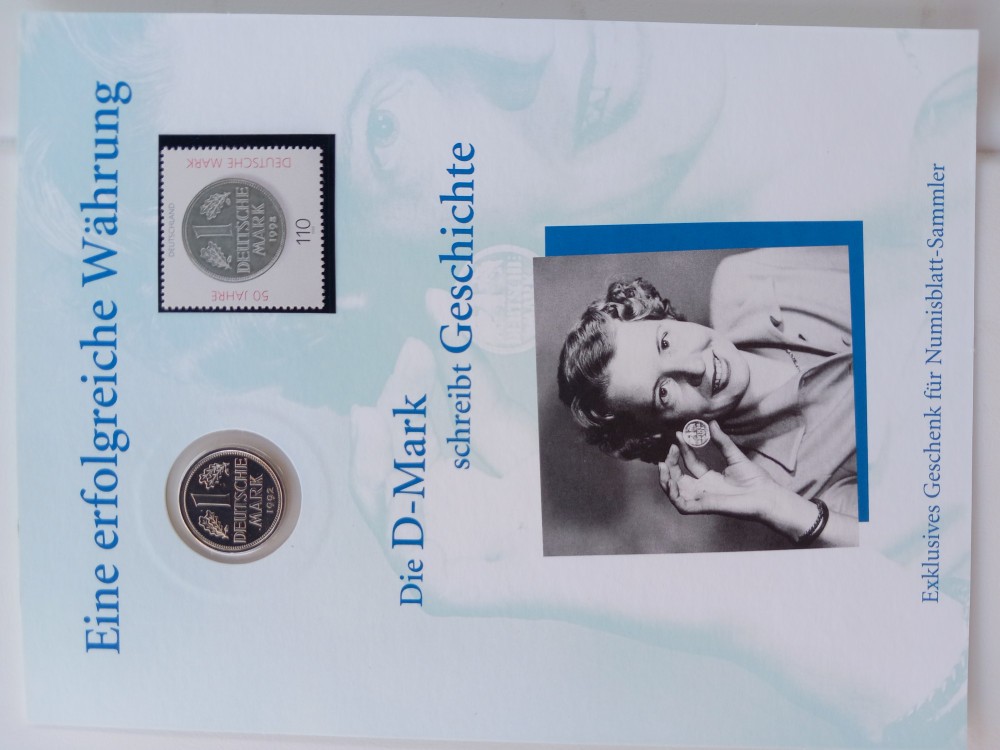 Eine erfolgreiche Währung
1
DEUTSCHE
MARK
1992
DEUTSCHLAND
50 JAHRE
DEUTSCHE MARK
1
DEUTSCHE
MARK
1998
110
Die D-Mark
schreibt Geschichte
Exklusives Geschenk für Numisblatt-Sammler